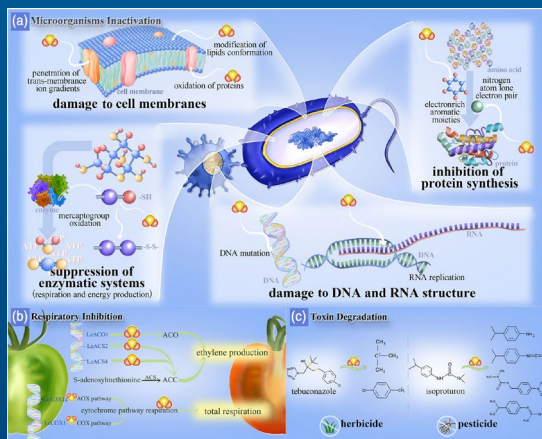 (a) Microorganisms Inactivation
modification of
lipids conformation
penetration of
trans-membrance
ion gradients
cell membrane
oxidation of proteins
damage to cell membranes
amino acid
nitrogen
atom lone
electron pair
electronrich
aromatic
moieties
protein
inhibition of
protein synthesis
-SH
enzyme
mercaptogroup
oxidation
ATP
-S-S-
suppression of
enzymatic systems
(respiration and energy production)
DNA mutation
DNA
RNA
DNA
RNA replication
damage to DNA and RNA structure
(b) Respiratory Inhibition
LeACO1
ACO
LeACS2
LeACS4
ethylene production
S-adenosylmethionine
ACS
ACC
AOX pathway
cytochrome pathway respiration
total respiration
COX pathway
(c) Toxin Degradation
tebuconazole
isoproturon
herbicide
pesticide